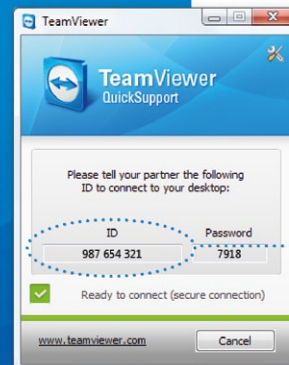 TeamViewer
TeamViewer
QuickSupport
Please tell your partner the following
ID to connect to your desktop:
ID Password
987 654 321 7918
Ready to connect (secure connection)
www.teamviewer.com Cancel